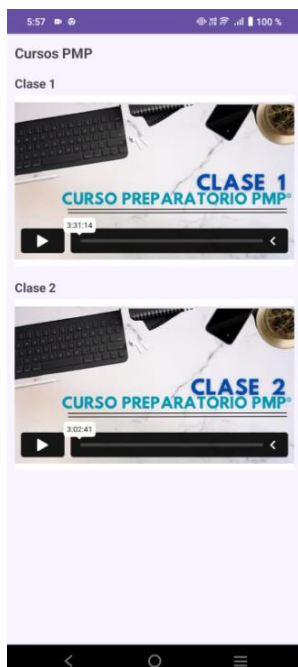 5:57
100 %
Cursos PMP
Clase 1
CLASE 1
CURSO PREPARATORIO PMP®
3:31:14
Clase 2
CLASE 2
CURSO PREPARATORIO PMP®
3:02:41